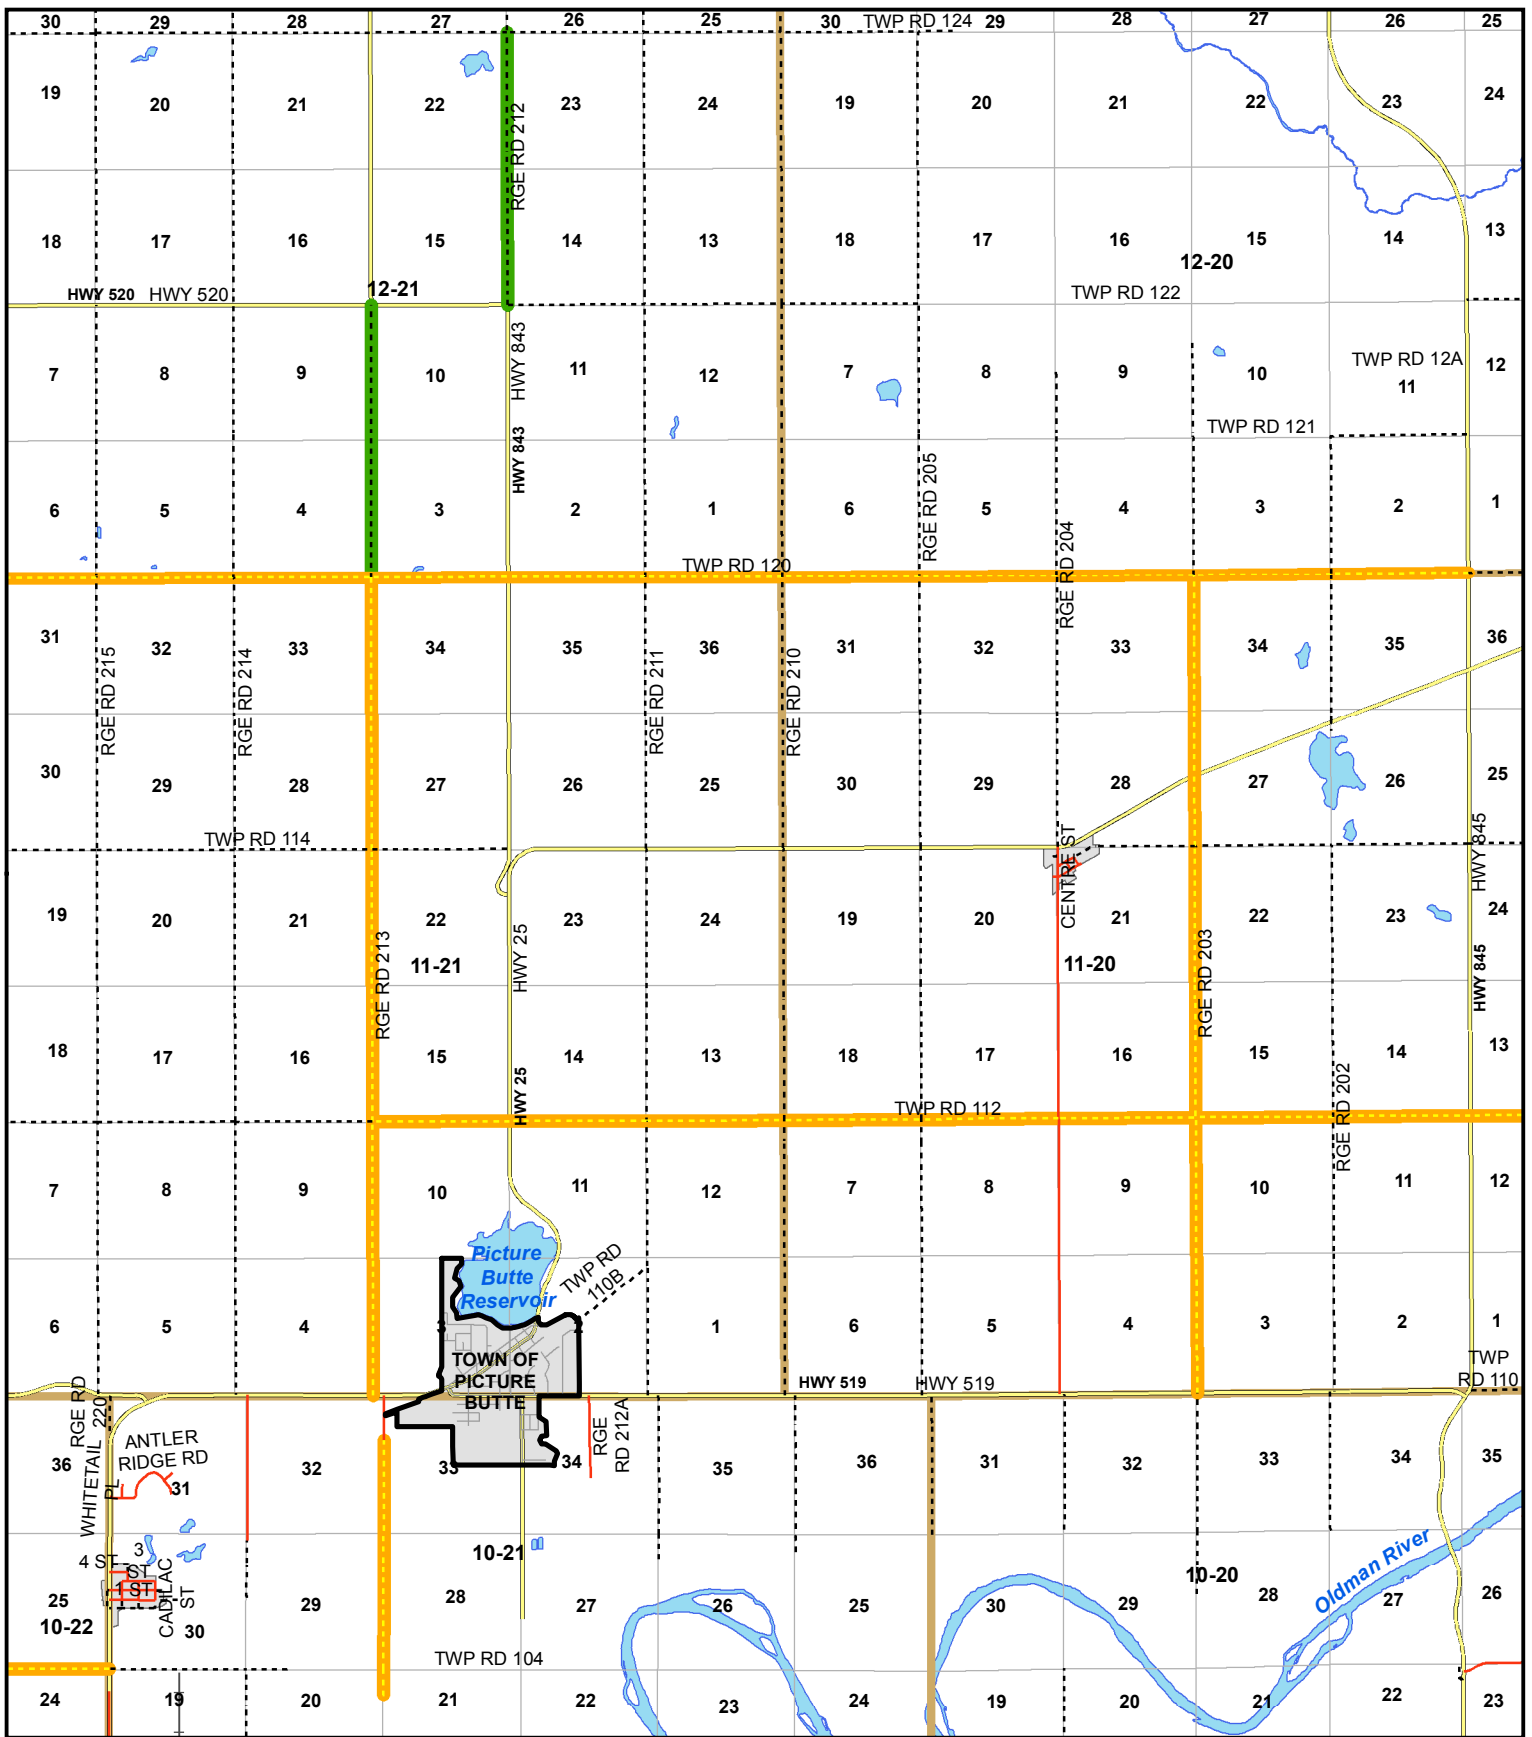 30 29 28 27 26 25 30 TWP RD 124 29 28 27 26 25
19 20 21 22 RGE RD 212 23 24 19 20 21 22 23 24
18 17 16 15 14 13 18 17 16 15 14 13
12-20
HWY 520 HWY 520 12-21 TWP RD 122
HWY 843
7 8 9 10 11 12 7 8 9 10 TWP RD 12A 12
11
HWY 843 TWP RD 121
6 5 4 3 2 1 6 RGE RD 205 5 4 3 2 1
RGE RD 204
TWP RD 120
31 32 33 34 35 36 31 32 33 34 35 36
RGE RD 215 RGE RD 214 RGE RD 211 RGE RD 210
30 29 28 27 26 25 30 29 28 27 26 25
TWP RD 114 CENTRE ST HWY 845
19 20 21 22 23 24 19 20 21 22 23 24
RGE RD 213 11-21 HWY 25 11-20 RGE RD 203 HWY 845
18 17 16 15 14 13 18 17 16 15 14 13
HWY 25 TWP RD 112 RGE RD 202
7 8 9 10 11 12 7 8 9 10 11 12
Picture
Butte
Reservoir
TWP RD
110B
6 5 4 3 2 1 6 5 4 3 2 1
TOWN OF
PICTURE
BUTTE
HWY 519 HWY 519
TWP
RD 110
RGE RD
220
WHITETAIL
PL
ANTLER
RIDGE RD
RGE
RD 212A
36 31 32 33 34 35 36 31 32 33 34 35
4 ST 3
ST
1 ST
CADILAC
ST
10-21 10-20 Oldman River
25 30 29 28 27 26 25 30 29 28 27 26
10-22
TWP RD 104
24 19 20 21 22 23 24 19 20 21 22 23